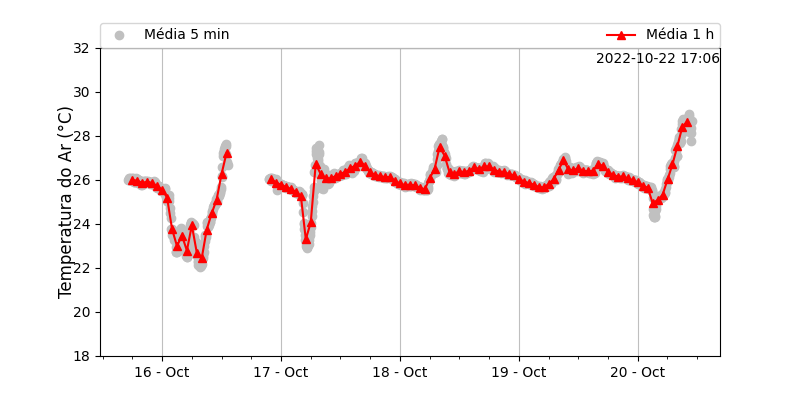 Média 5 min
Média 1 h
2022-10-22 17:06
Temperatura do Ar (°C)
32
30
28
26
24
22
20
18
16 - Oct
17 - Oct
18 - Oct
19 - Oct
20 - Oct